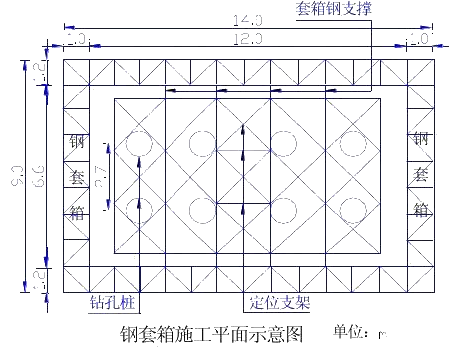 套箱钢支撑
14.0
1.0 12.0 1.0
1.2
钢套箱
钢套箱
9.0
6.6
2.7
1.2
钻孔桩
定位支架
钢套箱施工平面示意图 单位：m